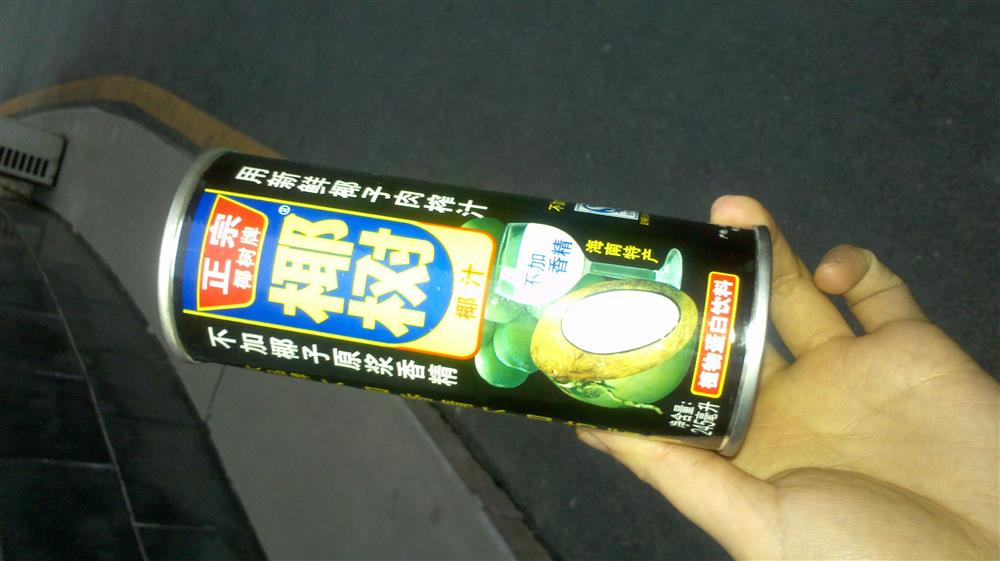 正宗
椰树牌
椰树®
椰汁
用新鲜椰子肉榨汁
不加椰子原浆香精
不加
香精
海南特产
植物蛋白饮料
净含量:
245毫升